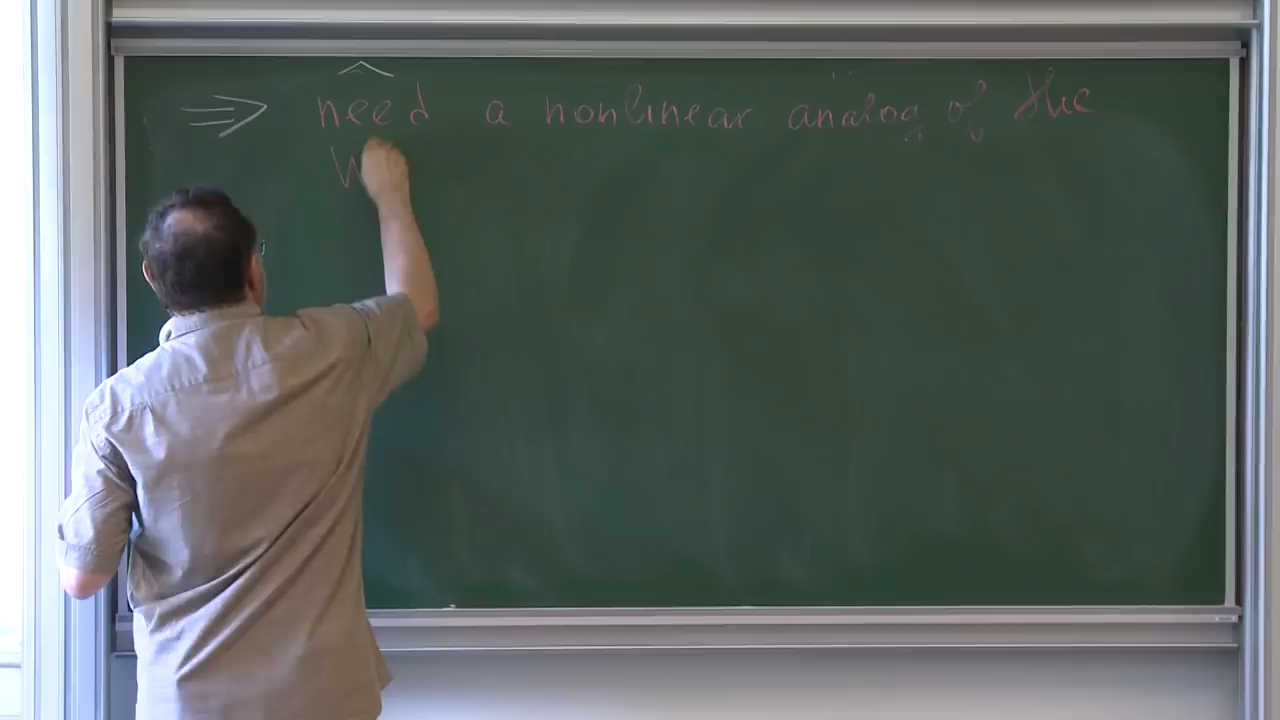 ⇒ need a nonlinear analog of the
W